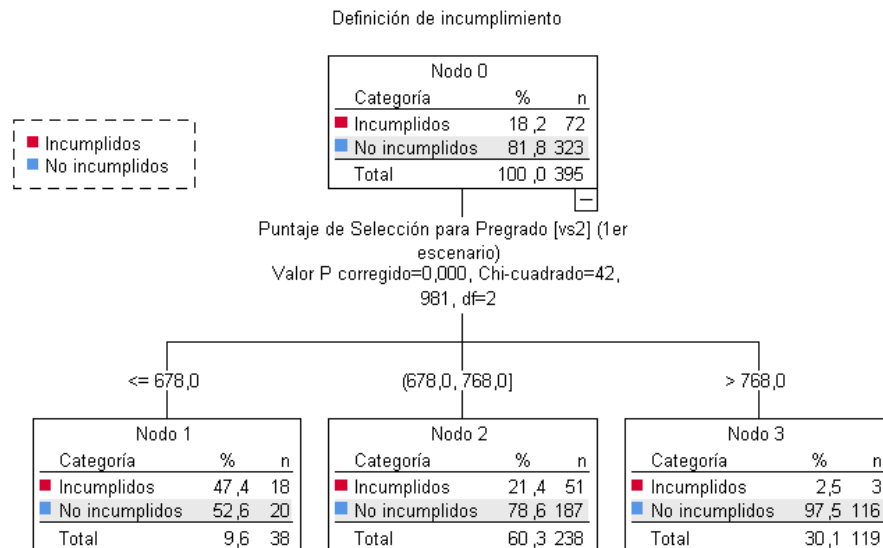 Definición de incumplimiento
Incumplidos
No incumplidos
Nodo 0
Categoría % n
Incumplidos 18,2 72
No incumplidos 81,8 323
Total 100,0 395
Puntaje de Selección para Pregrado [vs2] (1er
escenario)
Valor P corregido=0,000, Chi-cuadrado=42,
981, df=2
<= 678,0
(678,0, 768,0]
> 768,0
Nodo 1
Categoría % n
Incumplidos 47,4 18
No incumplidos 52,6 20
Total 9,6 38
Nodo 2
Categoría % n
Incumplidos 21,4 51
No incumplidos 78,6 187
Total 60,3 238
Nodo 3
Categoría % n
Incumplidos 2,5 3
No incumplidos 97,5 116
Total 30,1 119